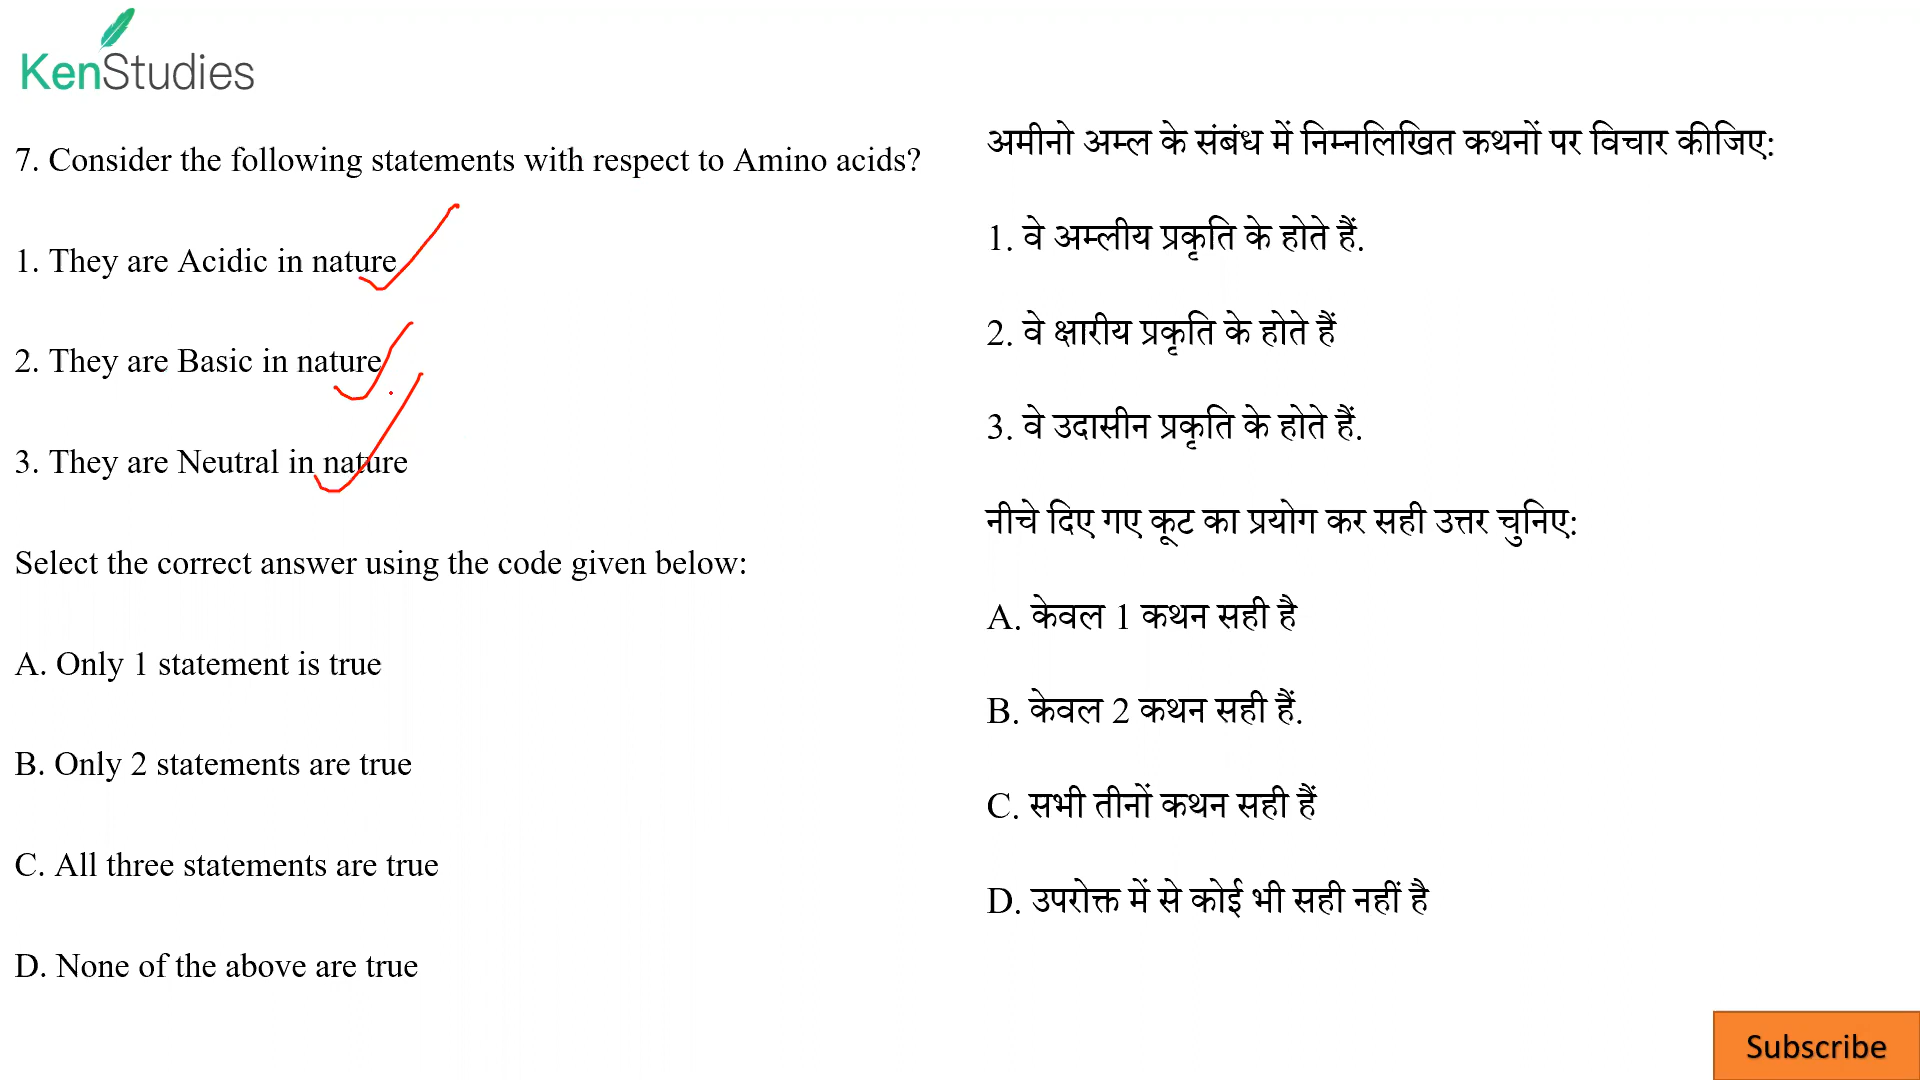 KenStudies
7. Consider the following statements with respect to Amino acids?
1. They are Acidic in nature
2. They are Basic in nature
3. They are Neutral in nature
Select the correct answer using the code given below:
A. Only 1 statement is true
B. Only 2 statements are true
C. All three statements are true
D. None of the above are true
अमीनो अम्ल के संबंध में निम्नलिखित कथनों पर विचार कीजिए:
1. वे अम्लीय प्रकृति के होते हैं.
2. वे क्षारीय प्रकृति के होते हैं
3. वे उदासीन प्रकृति के होते हैं.
नीचे दिए गए कूट का प्रयोग कर सही उत्तर चुनिए:
A. केवल 1 कथन सही है
B. केवल 2 कथन सही हैं.
C. सभी तीनों कथन सही हैं
D. उपरोक्त में से कोई भी सही नहीं है
Subscribe